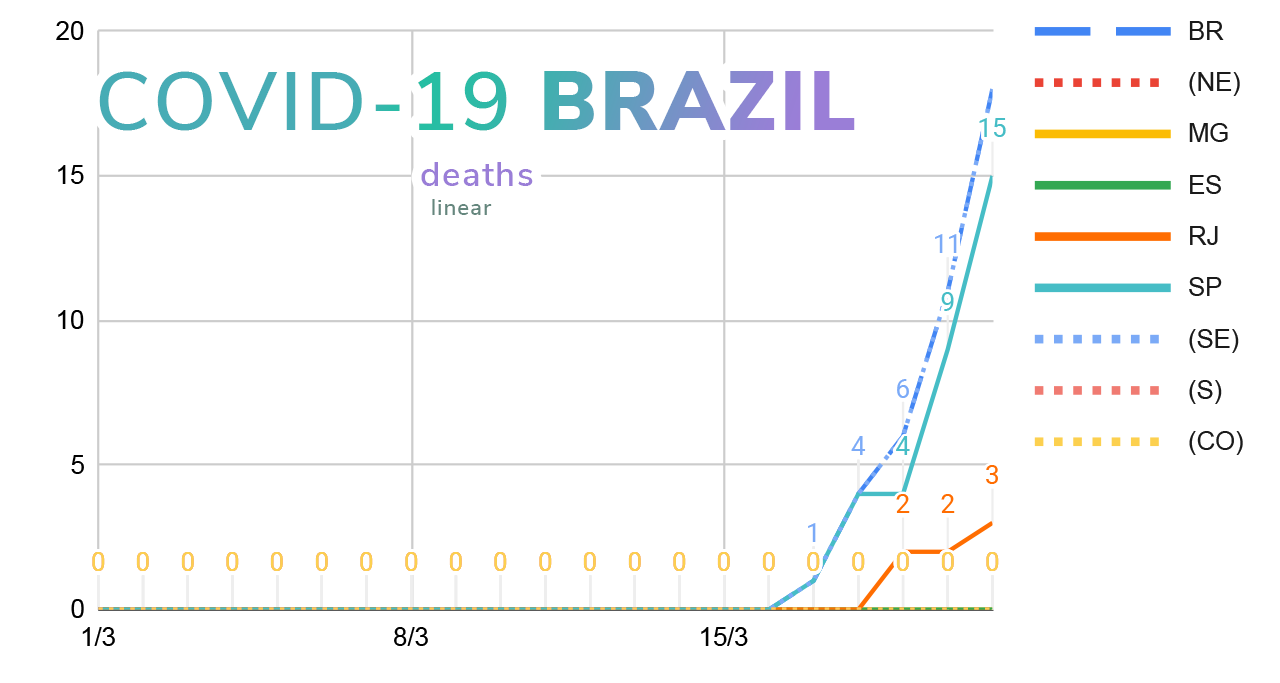 20
BR
COVID-19 BRAZIL
(NE)
15
MG
15
deaths
ES
linear
RJ
11
SP
9
10
(SE)
6
(S)
4 4
(CO)
5
3
2 2
1
0 0 0 0 0 0 0 0 0 0 0 0 0 0 0 0 0 0 0 0 0
0
1/3 8/3 15/3